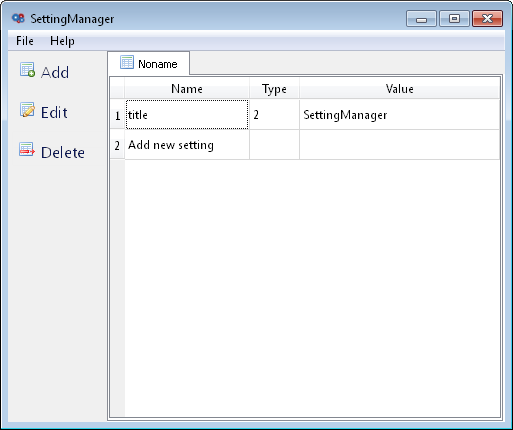 SettingManager
File Help
Add
Edit
Delete
Noname
Name Type Value
1 title 2 SettingManager
2 Add new setting